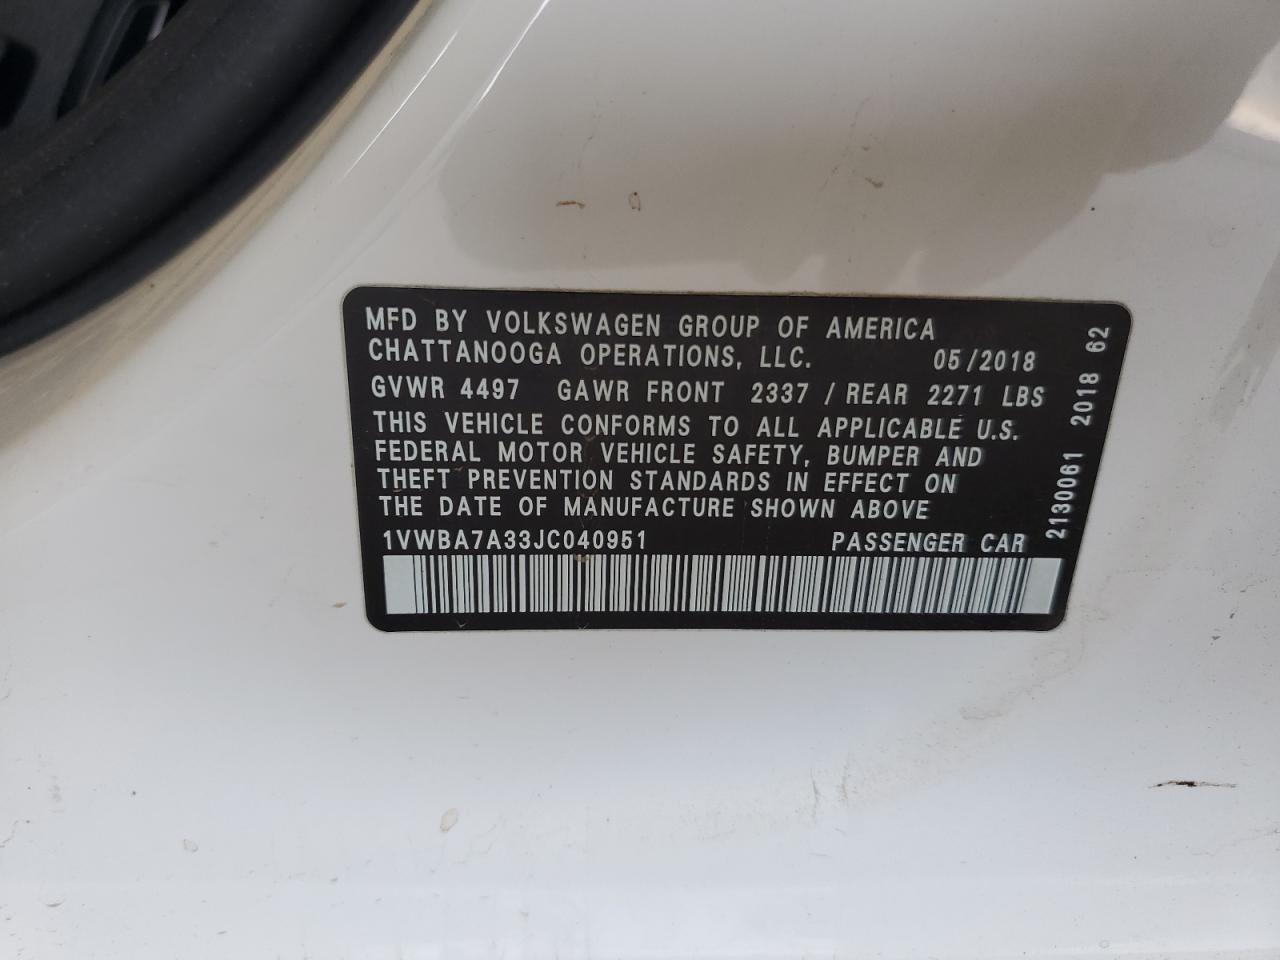 MFD BY VOLKSWAGEN GROUP OF AMERICA
CHATTANOOGA OPERATIONS, LLC. 05/2018
GVWR 4497 GAWR FRONT 2337 / REAR 2271 LBS
THIS VEHICLE CONFORMS TO ALL APPLICABLE U.S.
FEDERAL MOTOR VEHICLE SAFETY, BUMPER AND
THEFT PREVENTION STANDARDS IN EFFECT ON
THE DATE OF MANUFACTURE SHOWN ABOVE
1VWBA7A33JC040951 PASSENGER CAR
2130061 2018 62